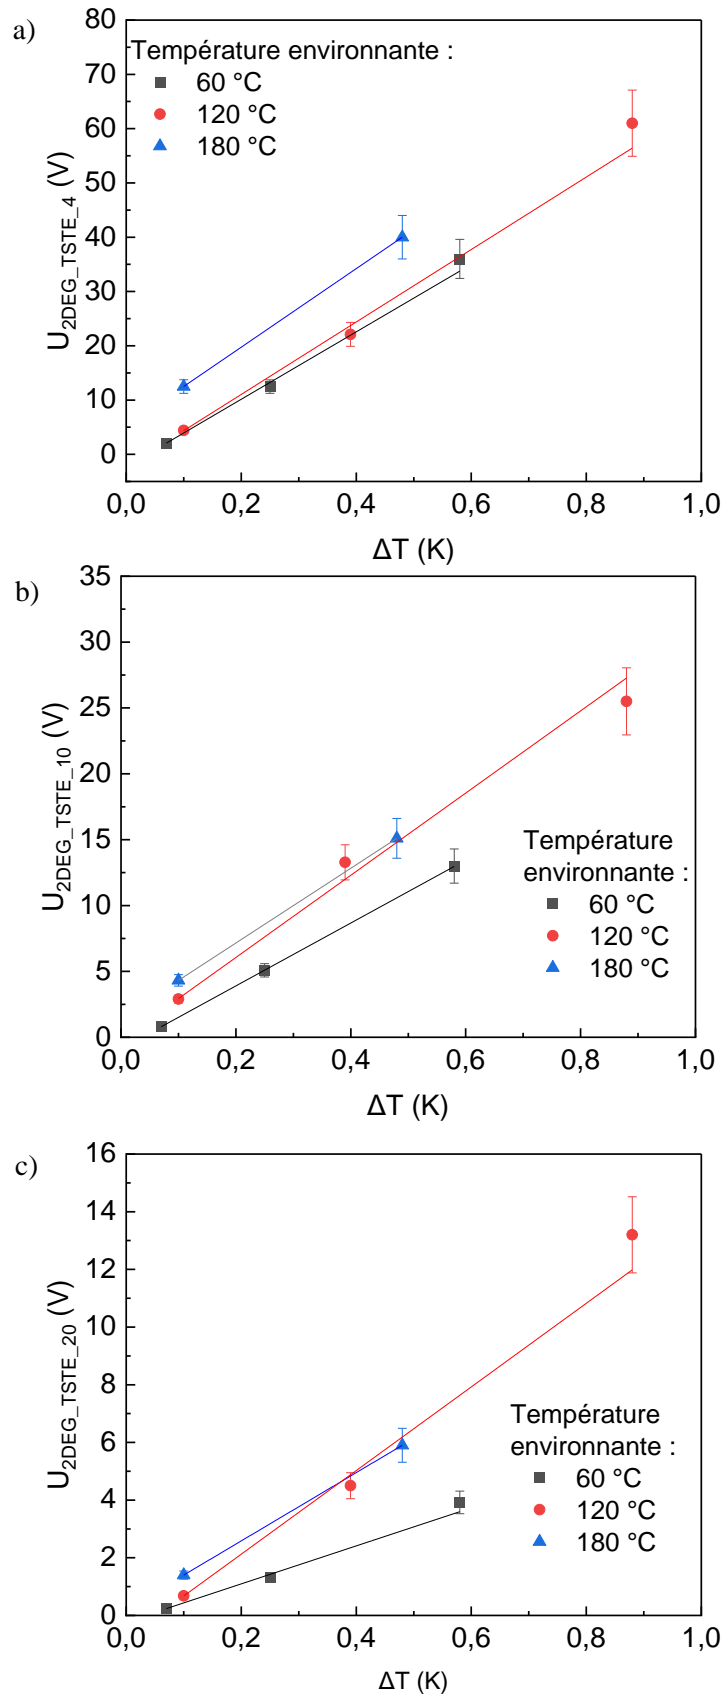 a)
Température environnante :
60 °C
120 °C
180 °C
80
70
60
50
40
30
20
10
0
U2DEG_TSTE_4 (V)
0,0 0,2 0,4 0,6 0,8 1,0
ΔT (K)
b)
35
30
25
20
15
10
5
0
U2DEG_TSTE_10 (V)
Température
environnante :
60 °C
120 °C
180 °C
0,0 0,2 0,4 0,6 0,8 1,0
ΔT (K)
c)
16
14
12
10
8
6
4
2
0
U2DEG_TSTE_20 (V)
Température
environnante :
60 °C
120 °C
180 °C
0,0 0,2 0,4 0,6 0,8 1,0
ΔT (K)